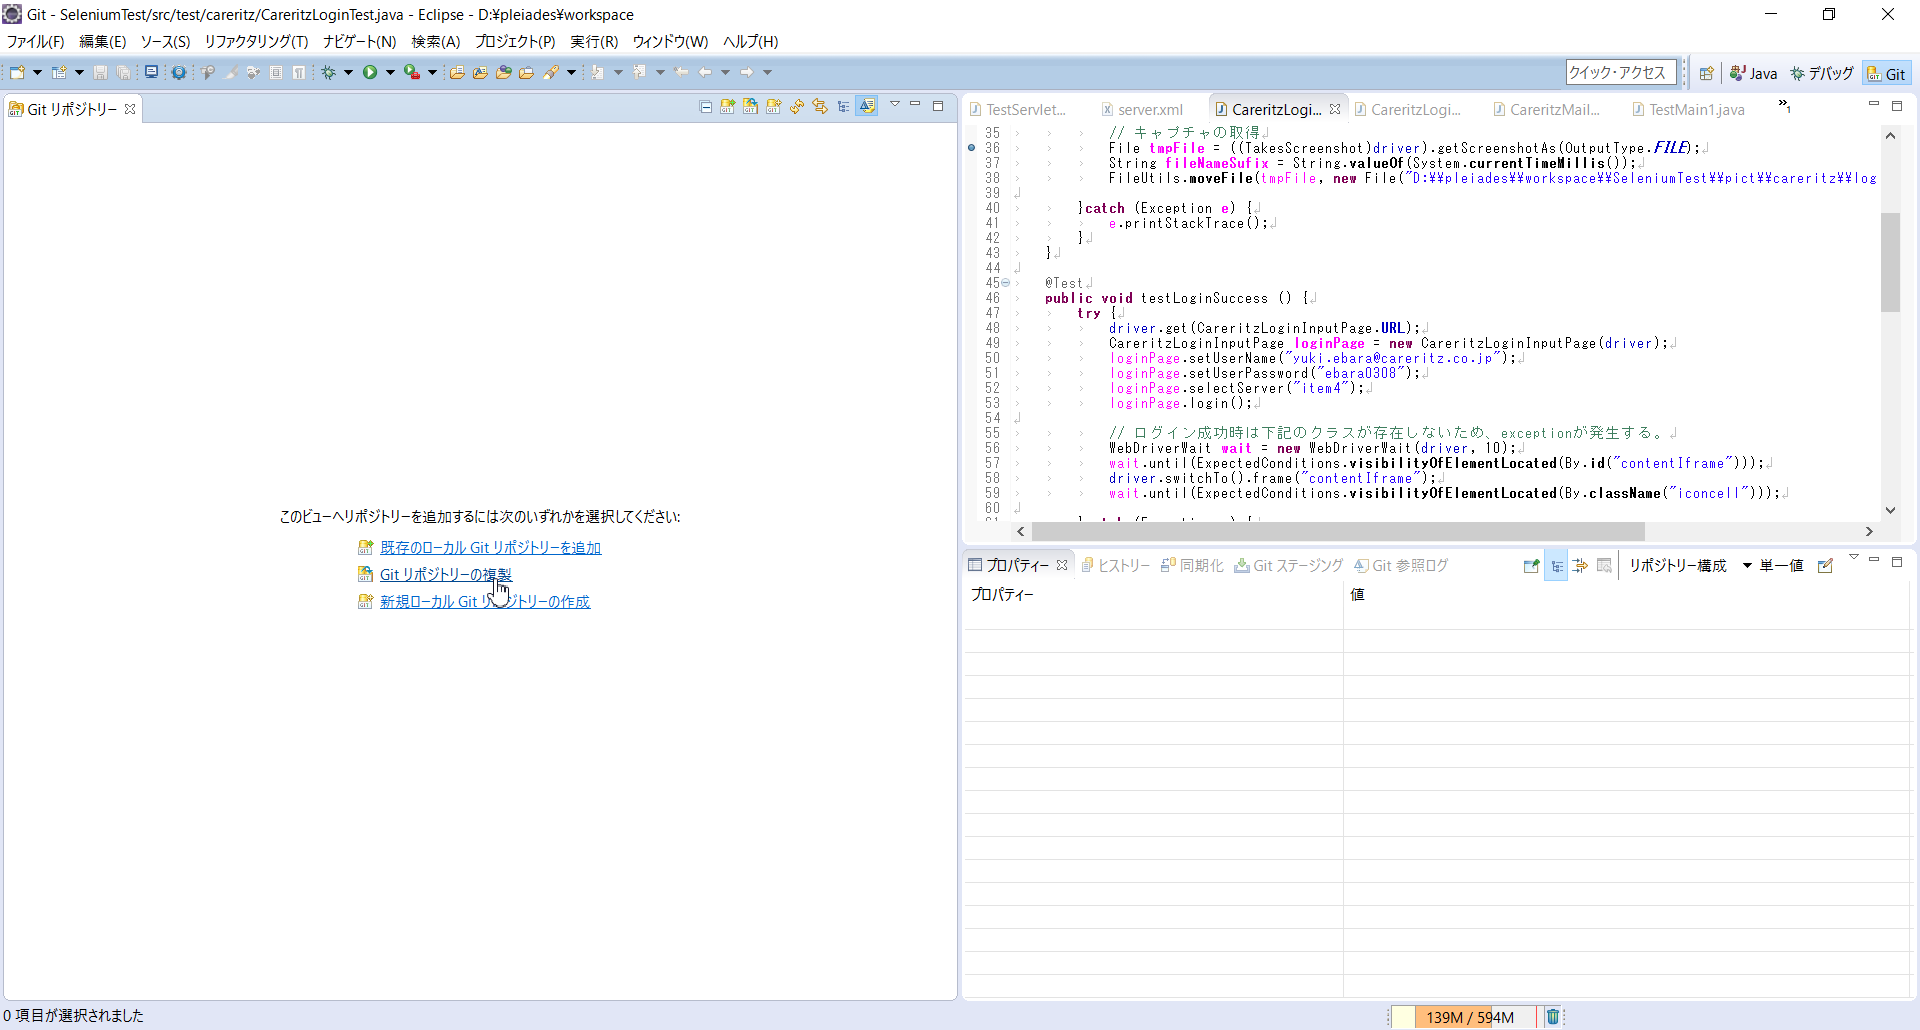 Git - SeleniumTest/src/test/careritz/CareritzLoginTest.java - Eclipse - D:¥pleiades¥workspace
ファイル(F) 編集(E) ソース(S) リファクタリング(T) ナビゲート(N) 検索(A) プロジェクト(P) 実行(R) ウィンドウ(W) ヘルプ(H)
クイック・アクセス Java デバッグ Git
Git リポジトリー
このビューへリポジトリーを追加するには次のいずれかを選択してください:
既存のローカル Git リポジトリーを追加
Git リポジトリーの複製
新規ローカル Git リポジトリーの作成
TestServlet... server.xml CareritzLogi... CareritzLogi... CareritzMail... TestMain1.java »1
35 // キャプチャの取得
36 File tmpFile = ((TakesScreenshot)driver).getScreenshotAs(OutputType.FILE);
37 String fileNameSufix = String.valueOf(System.currentTimeMillis());
38 FileUtils.moveFile(tmpFile, new File("D:¥¥pleiades¥¥workspace¥¥SeleniumTest¥¥pict¥¥careritz¥¥log
39
40 }catch (Exception e) {
41 e.printStackTrace();
42 }
43 }
44
45 @Test
46 public void testLoginSuccess () {
47 try {
48 driver.get(CareritzLoginInputPage.URL);
49 CareritzLoginInputPage loginPage = new CareritzLoginInputPage(driver);
50 loginPage.setUserName("yuki.ebara@careritz.co.jp");
51 loginPage.setUserPassword("ebara0308");
52 loginPage.selectServer("item4");
53 loginPage.login();
54
55 // ログイン成功時は下記のクラスが存在しないため、exceptionが発生する。
56 WebDriverWait wait = new WebDriverWait(driver, 10);
57 wait.until(ExpectedConditions.visibilityOfElementLocated(By.id("contentIframe")));
58 driver.switchTo().frame("contentIframe");
59 wait.until(ExpectedConditions.visibilityOfElementLocated(By.className("iconcell")));
60
プロパティー ヒストリー 同期化 Git ステージング Git 参照ログ リポジトリー構成 単一値
プロパティー 値
0 項目が選択されました
139M / 594M